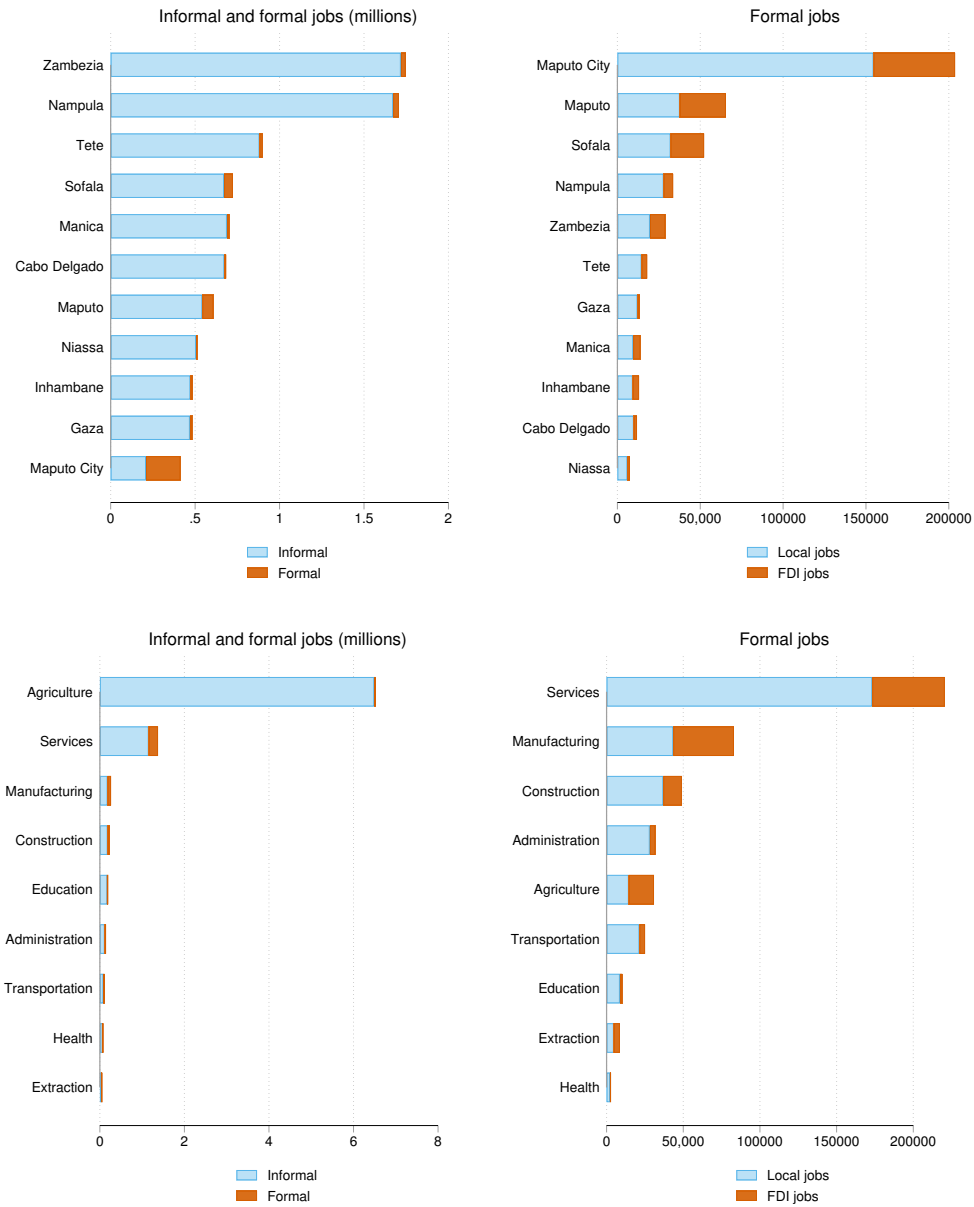 Informal and formal jobs (millions)
Zambezia
Nampula
Tete
Sofala
Manica
Cabo Delgado
Maputo
Niassa
Inhambane
Gaza
Maputo City
0 .5 1 1.5 2
Informal
Formal
Formal jobs
Maputo City
Maputo
Sofala
Nampula
Zambezia
Tete
Gaza
Manica
Inhambane
Cabo Delgado
Niassa
0 50,000 100000 150000 200000
Local jobs
FDI jobs
Informal and formal jobs (millions)
Agriculture
Services
Manufacturing
Construction
Education
Administration
Transportation
Health
Extraction
0 2 4 6 8
Informal
Formal
Formal jobs
Services
Manufacturing
Construction
Administration
Agriculture
Transportation
Education
Extraction
Health
0 50,000 100000 150000 200000
Local jobs
FDI jobs